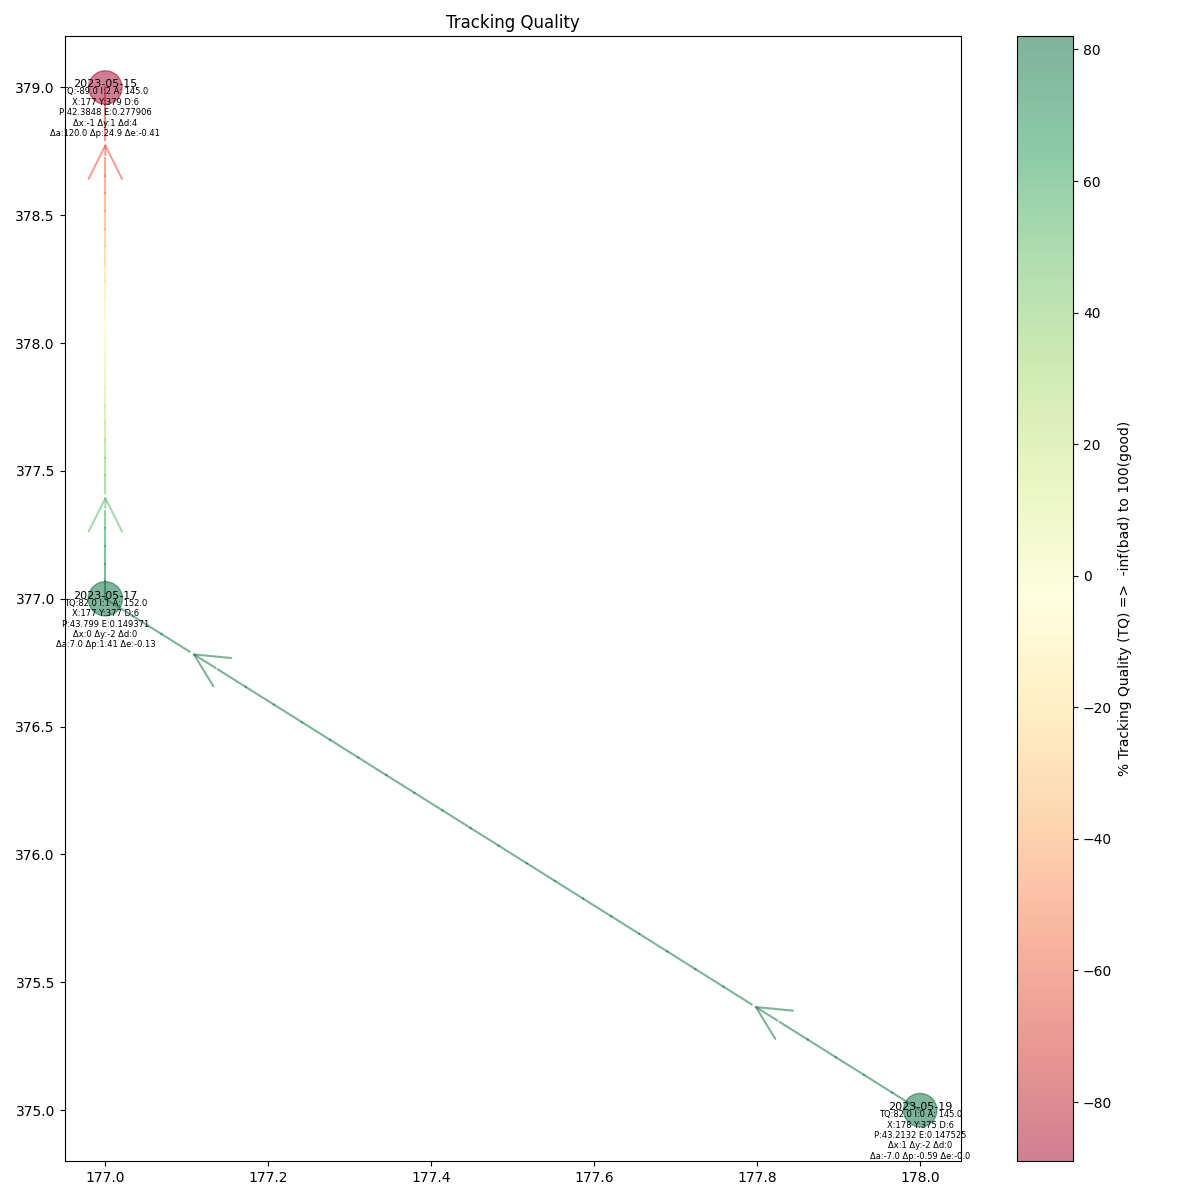 Tracking Quality
379.0
378.5
378.0
377.5
377.0
376.5
376.0
375.5
375.0
2023-05-15
TQ:-89.0 I:2 A: 145.0
X:177 Y:379 D:6
P:42.3848 E:0.277906
Δx:-1 Δy:1 Δd:4
Δa:120.0 Δp:24.9 Δe:-0.41
2023-05-17
TQ:82.0 I:1 A: 152.0
X:177 Y:377 D:6
P:43.799 E:0.149371
Δx:0 Δy:-2 Δd:0
Δa:7.0 Δp:1.41 Δe:-0.13
2023-05-19
TQ:82.0 I:0 A: 145.0
X:178 Y:375 D:6
P:43.2132 E:0.147525
Δx:1 Δy:-2 Δd:0
Δa:-7.0 Δp:-0.59 Δe:-0.0
177.0 177.2 177.4 177.6 177.8 178.0
80
60
40
20
0
−20
−40
−60
−80
% Tracking Quality (TQ) => -inf(bad) to 100(good)